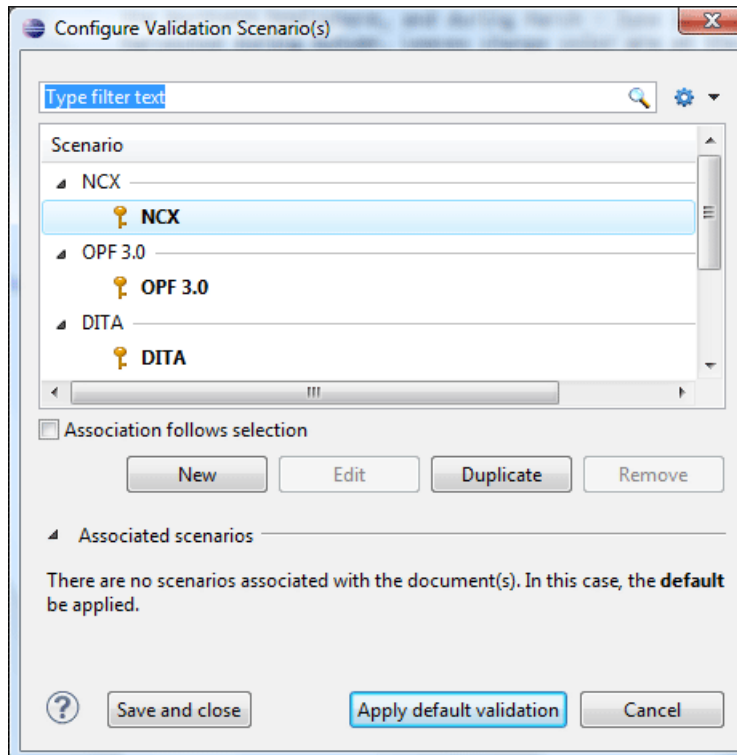 Configure Validation Scenario(s)
Type filter text
Scenario
NCX
NCX
OPF 3.0
OPF 3.0
DITA
DITA
Association follows selection
New Edit Duplicate Remove
Associated scenarios
There are no scenarios associated with the document(s). In this case, the default
be applied.
Save and close Apply default validation Cancel